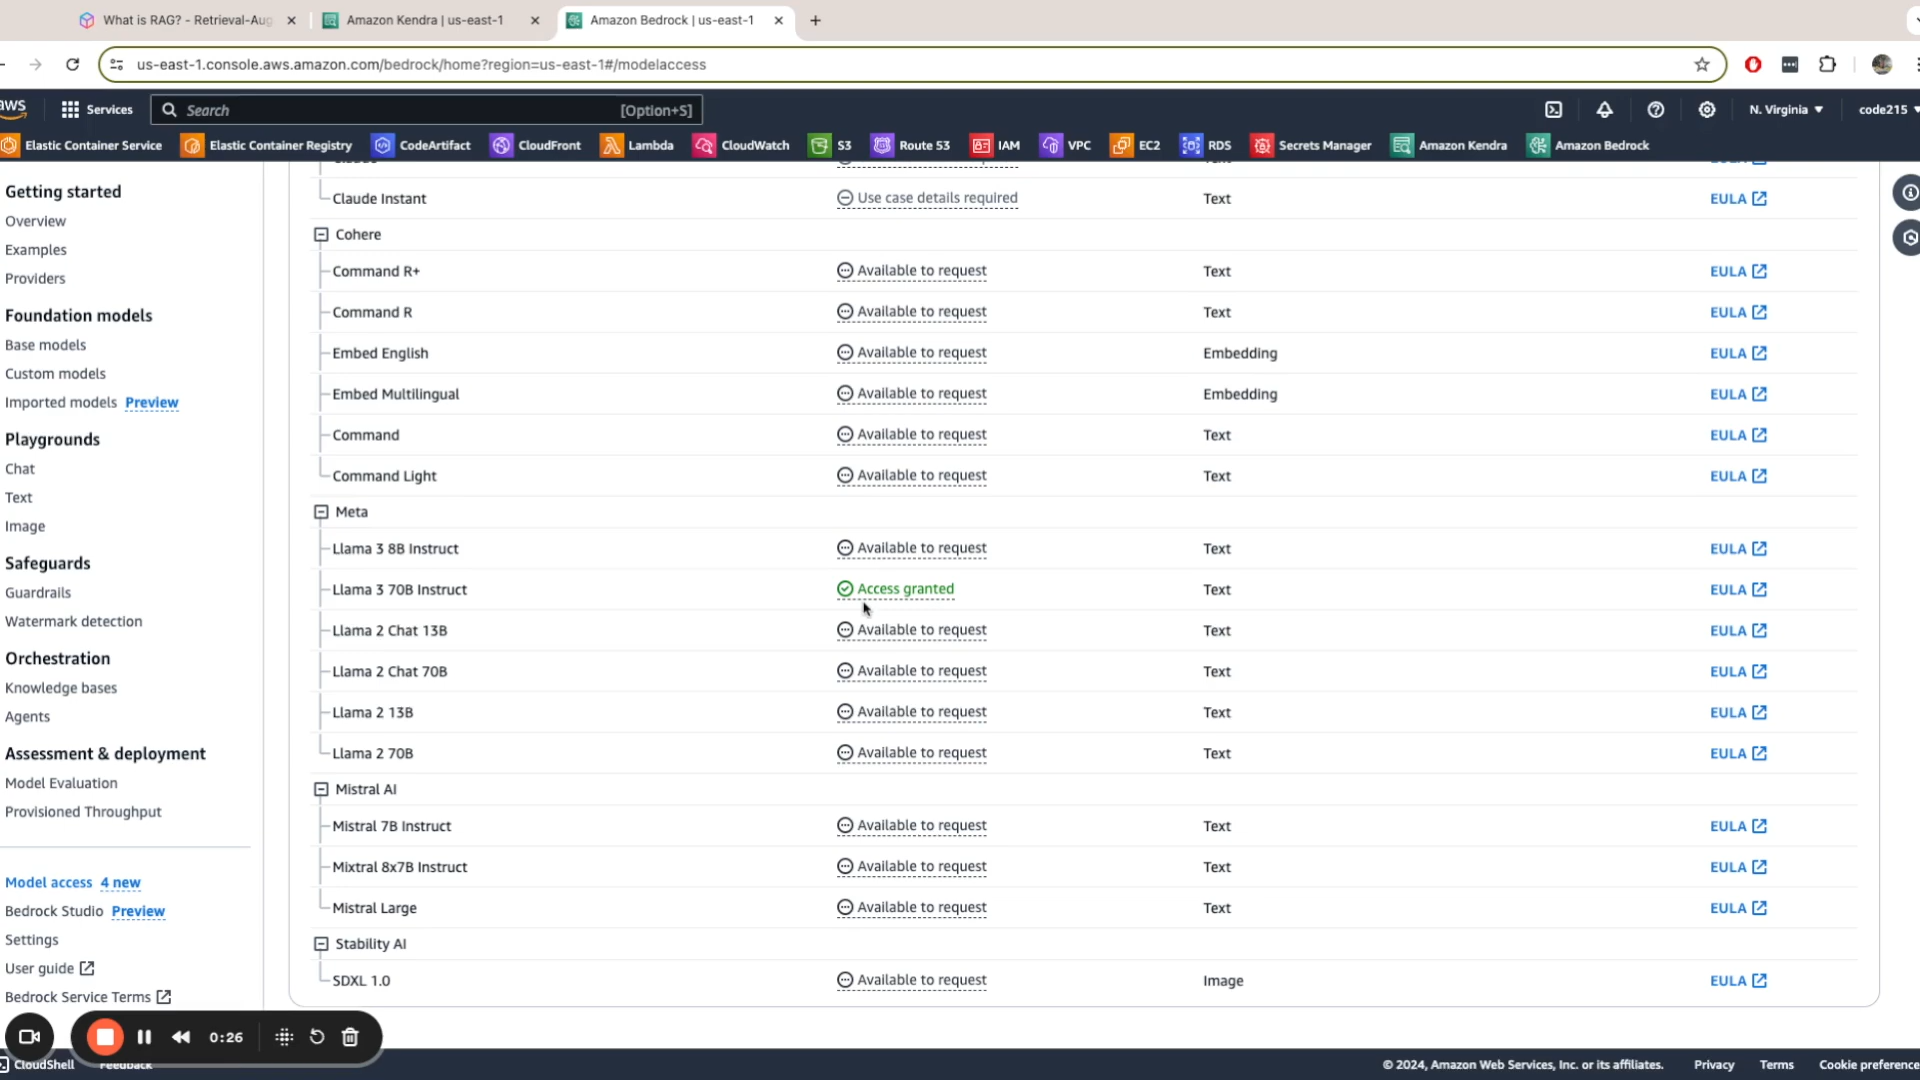 What is RAG? - Retrieval-Aug
Amazon Kendra | us-east-1
Amazon Bedrock | us-east-1
us-east-1.console.aws.amazon.com/bedrock/home?region=us-east-1#/modelaccess
aws
Services
Search
[Option+S]
N. Virginia
code215
Elastic Container Service
Elastic Container Registry
CodeArtifact
CloudFront
Lambda
CloudWatch
S3
Route 53
IAM
VPC
EC2
RDS
Secrets Manager
Amazon Kendra
Amazon Bedrock
Getting started
Overview
Examples
Providers
Foundation models
Base models
Custom models
Imported models Preview
Playgrounds
Chat
Text
Image
Safeguards
Guardrails
Watermark detection
Orchestration
Knowledge bases
Agents
Assessment & deployment
Model Evaluation
Provisioned Throughput
Model access 4 new
Bedrock Studio Preview
Settings
User guide
Bedrock Service Terms
Claude Instant Use case details required Text EULA
Cohere
Command R+ Available to request Text EULA
Command R Available to request Text EULA
Embed English Available to request Embedding EULA
Embed Multilingual Available to request Embedding EULA
Command Available to request Text EULA
Command Light Available to request Text EULA
Meta
Llama 3 8B Instruct Available to request Text EULA
Llama 3 70B Instruct Access granted Text EULA
Llama 2 Chat 13B Available to request Text EULA
Llama 2 Chat 70B Available to request Text EULA
Llama 2 13B Available to request Text EULA
Llama 2 70B Available to request Text EULA
Mistral AI
Mistral 7B Instruct Available to request Text EULA
Mixtral 8x7B Instruct Available to request Text EULA
Mistral Large Available to request Text EULA
Stability AI
SDXL 1.0 Available to request Image EULA
0:26
CloudShell
Feedback
© 2024, Amazon Web Services, Inc. or its affiliates.
Privacy
Terms
Cookie preference